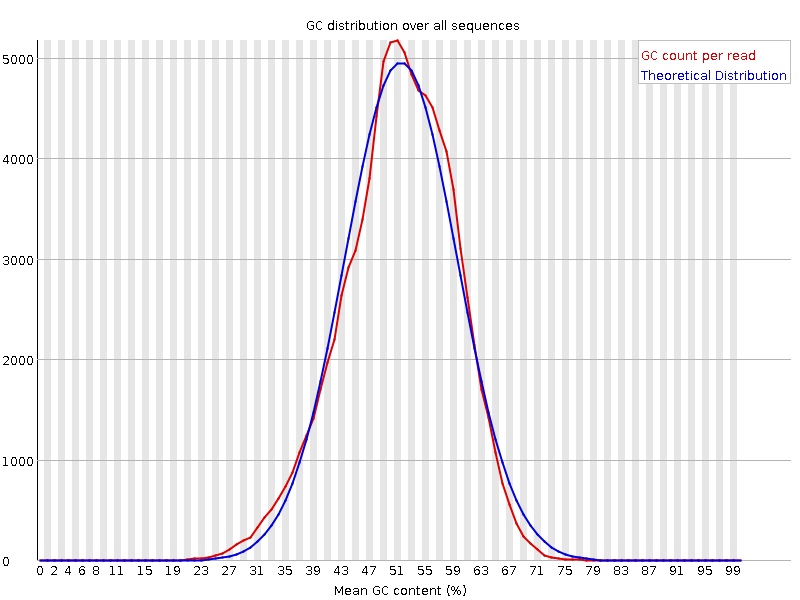 GC distribution over all sequences
GC count per read
Theoretical Distribution
5000
4000
3000
2000
1000
0
0 2 4 6 8 11 15 19 23 27 31 35 39 43 47 51 55 59 63 67 71 75 79 83 87 91 95 99
Mean GC content (%)